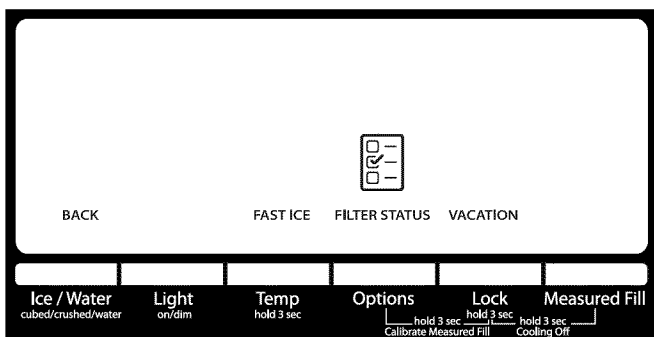 BACK FAST ICE FILTER STATUS VACATION
Ice / Water Light Temp Options Lock Measured Fill
cubed/crushed/water on/dim hold 3 sec hold 3 sec
hold 3 sec hold 3 sec
Calibrate Measured Fill Cooling Off